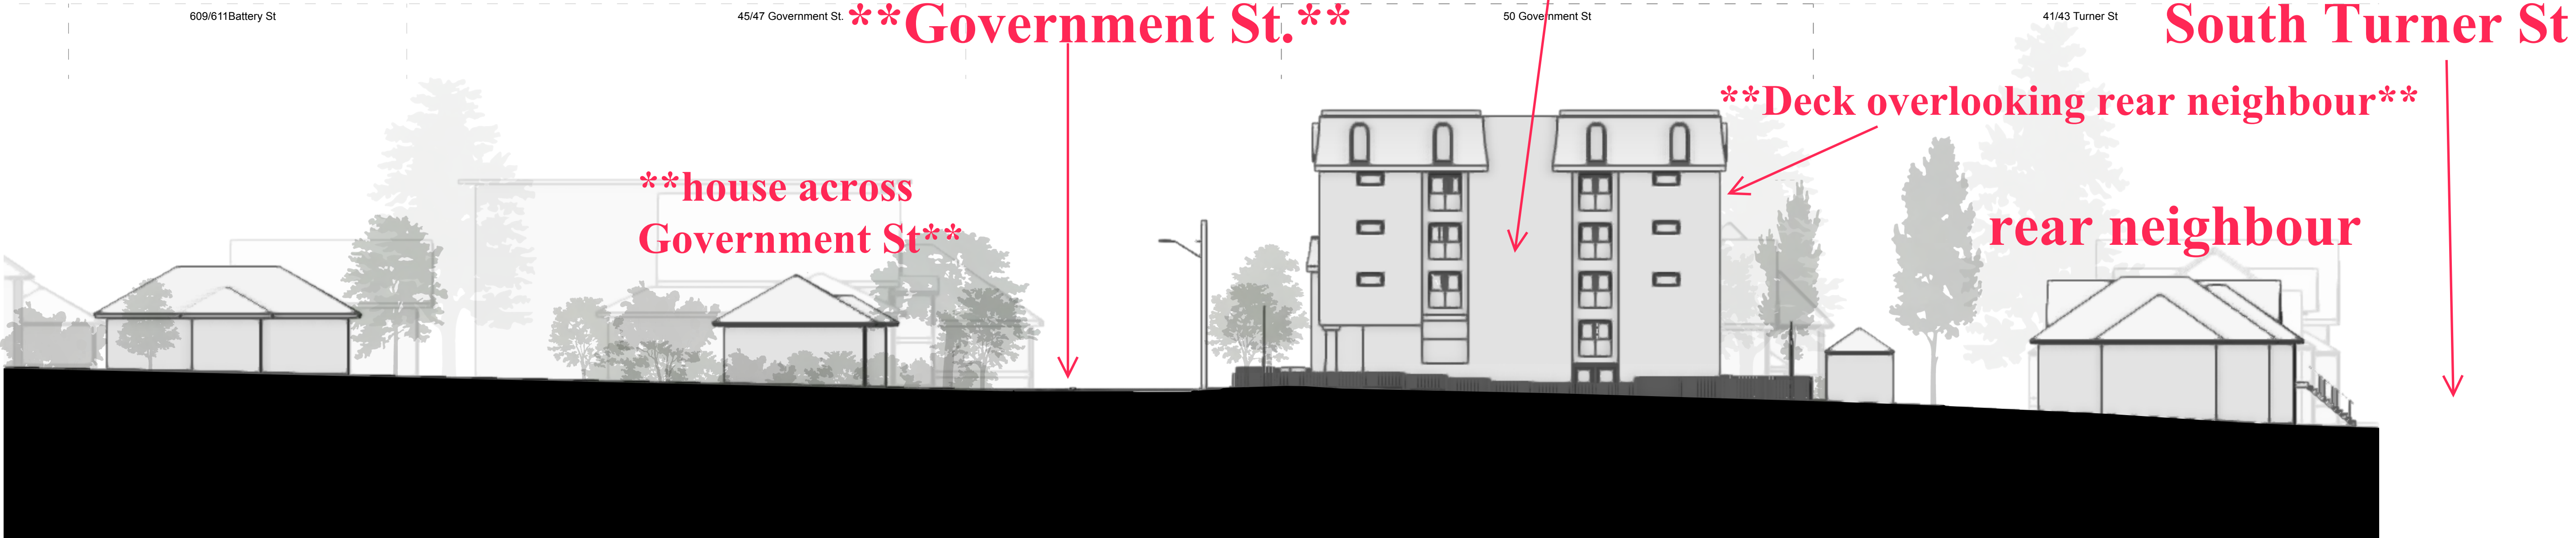 609/611Battery St
45/47 Government St.
**Government St.**
50 Government St
41/43 Turner St
South Turner St
**Deck overlooking rear neighbour**
**house across
Government St**
rear neighbour